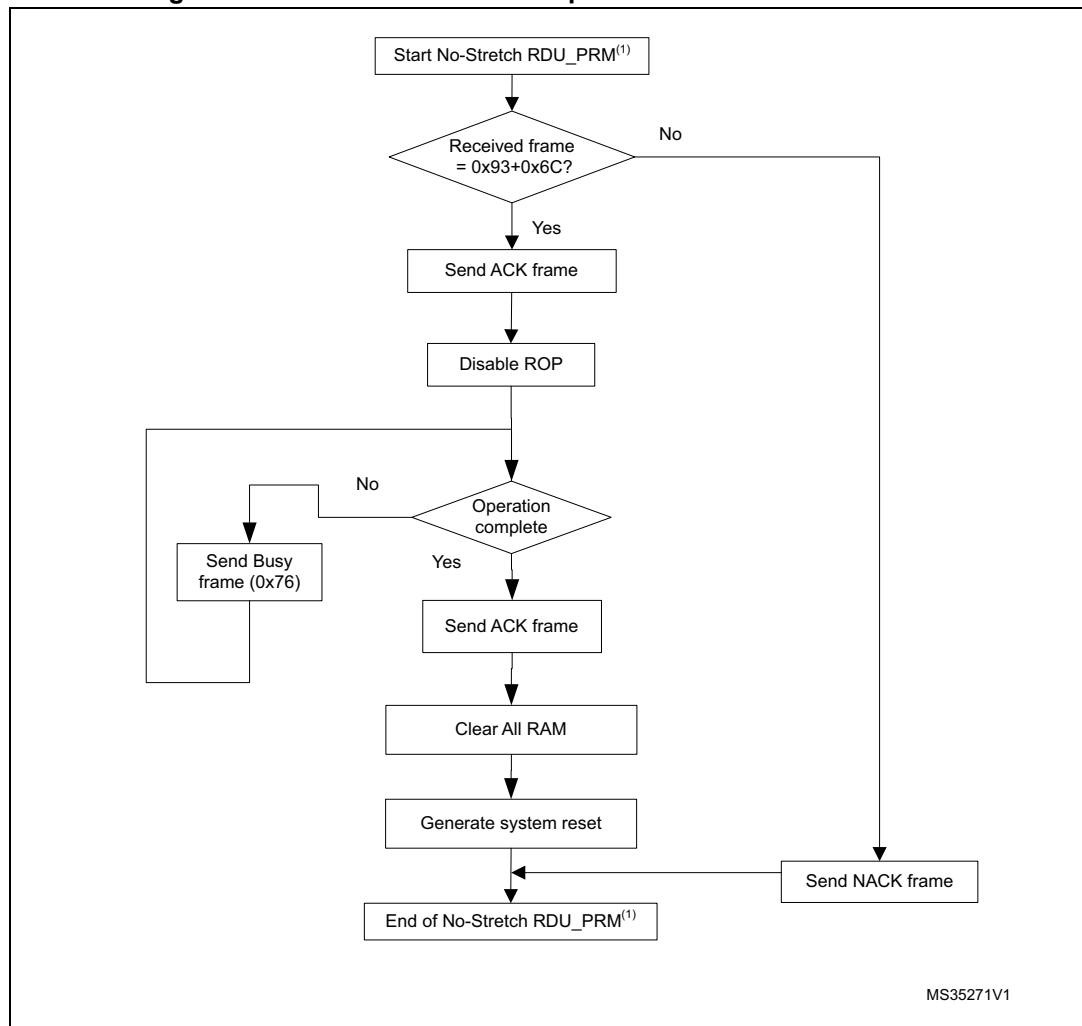 Start No-Stretch RDU_PRM(1)
No
Received frame
= 0x93+0x6C?
Yes
Send ACK frame
Disable ROP
No
Operation
complete
Send Busy
frame (0x76)
Yes
Send ACK frame
Clear All RAM
Generate system reset
Send NACK frame
End of No-Stretch RDU_PRM(1)
MS35271V1